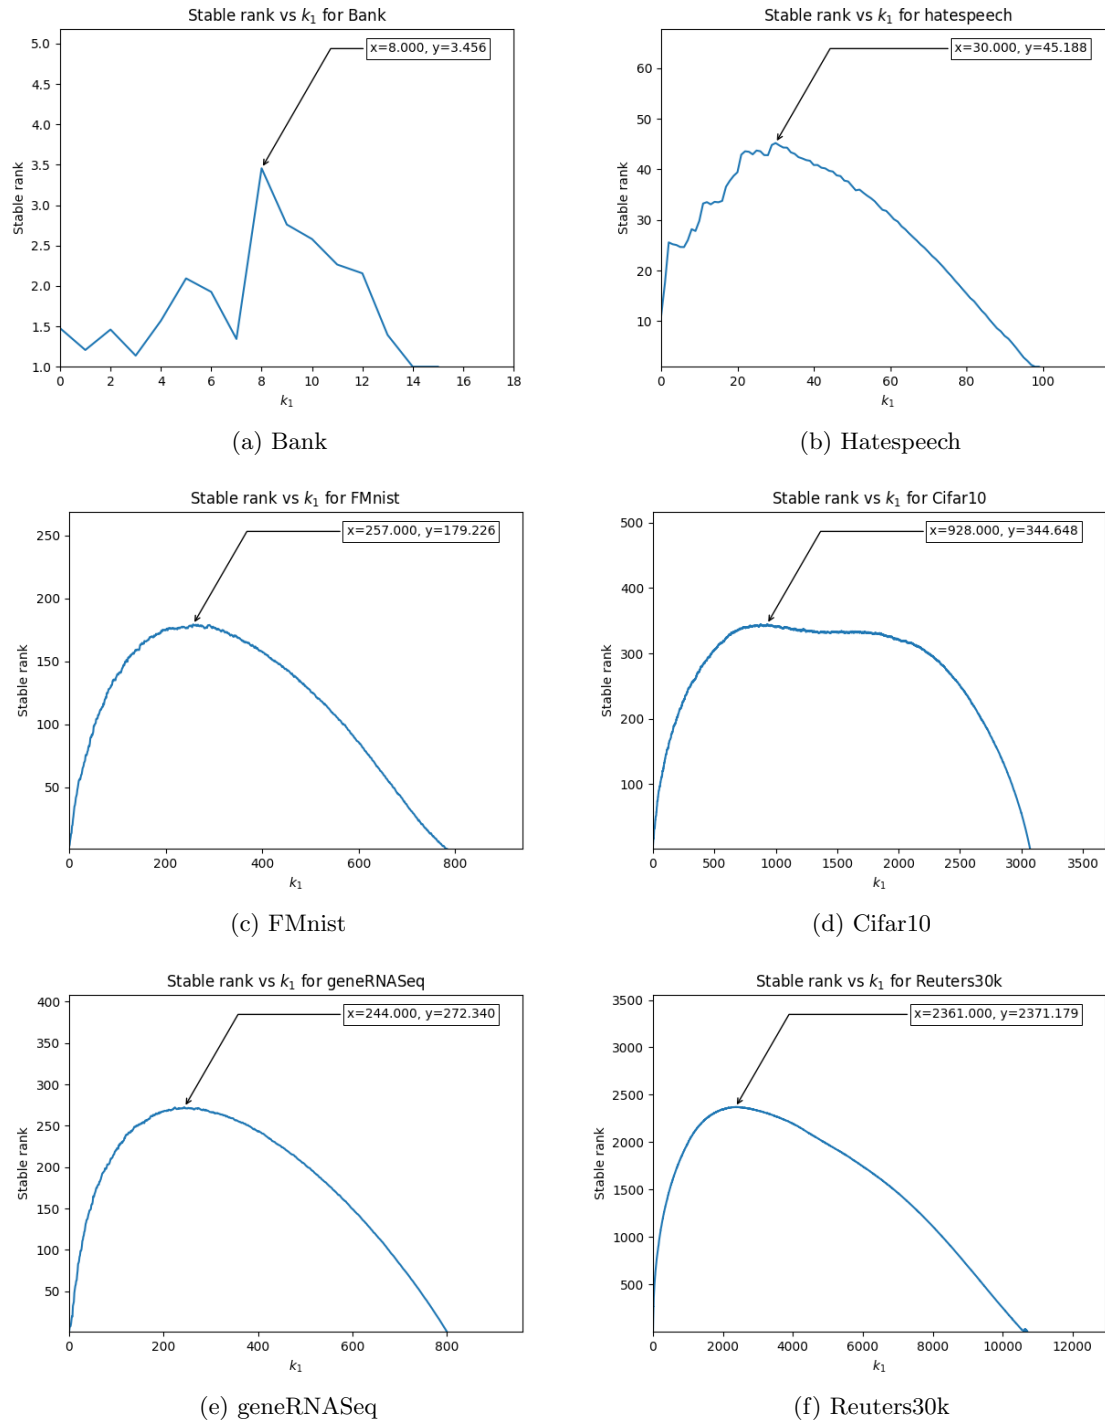 Stable rank vs k₁ for Bank
x=8.000, y=3.456
5.0
4.5
4.0
3.5
3.0
2.5
2.0
1.5
1.0
Stable rank
0 2 4 6 8 10 12 14 16 18
k₁
(a) Bank
Stable rank vs k₁ for hatespeech
x=30.000, y=45.188
60
50
40
30
20
10
Stable rank
0 20 40 60 80 100
k₁
(b) Hatespeech
Stable rank vs k₁ for FMnist
x=257.000, y=179.226
250
200
150
100
50
Stable rank
0 200 400 600 800
k₁
(c) FMnist
Stable rank vs k₁ for Cifar10
x=928.000, y=344.648
500
400
300
200
100
Stable rank
0 500 1000 1500 2000 2500 3000 3500
k₁
(d) Cifar10
Stable rank vs k₁ for geneRNASeq
x=244.000, y=272.340
400
350
300
250
200
150
100
50
Stable rank
0 200 400 600 800
k₁
(e) geneRNASeq
Stable rank vs k₁ for Reuters30k
x=2361.000, y=2371.179
3500
3000
2500
2000
1500
1000
500
Stable rank
0 2000 4000 6000 8000 10000 12000
k₁
(f) Reuters30k